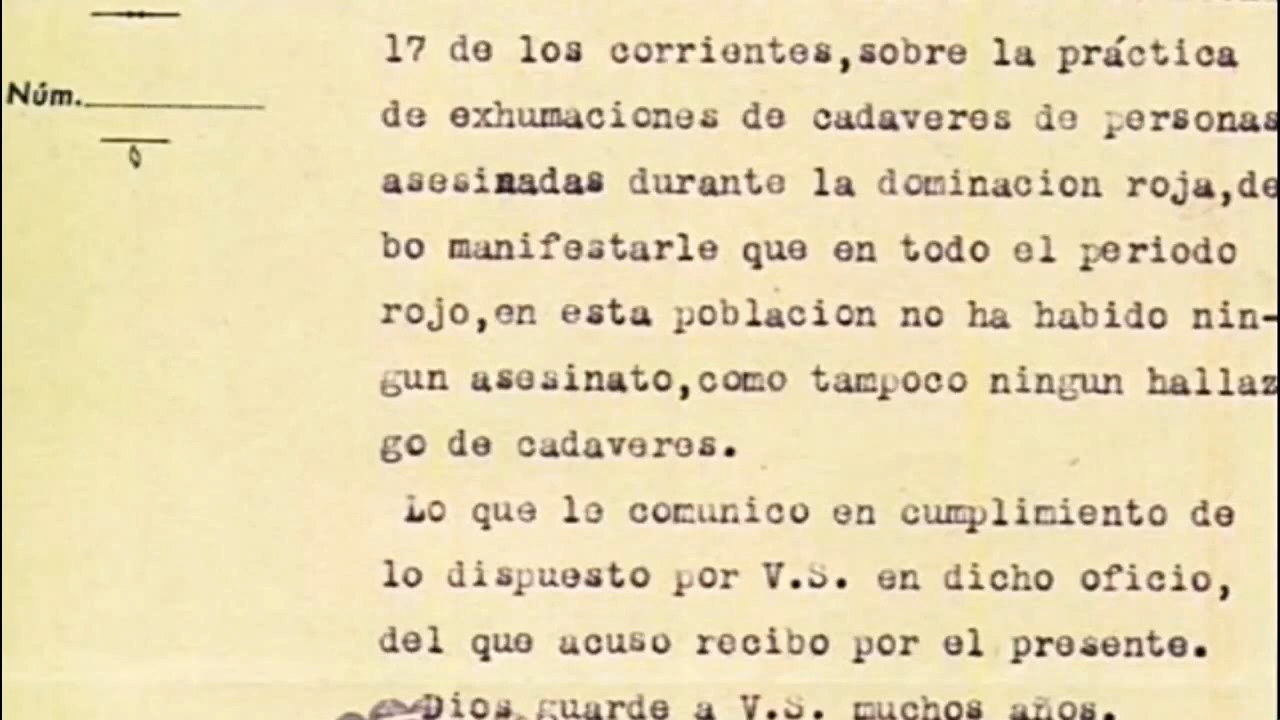 Núm.
17 de los corrientes,sobre la práctica
de exhumaciones de cadaveres de personas
asesinadas durante la dominacion roja,de
bo manifestarle que en todo el periodo
rojo,en esta poblacion no ha habido nin-
gun asesinato,como tampoco ningun hallaz
go de cadaveres.
Lo que le comunico en cumplimiento de
lo dispuesto por V.S. en dicho oficio,
del que acuso recibo por el presente.
Dios guarde a V.S. muchos años.